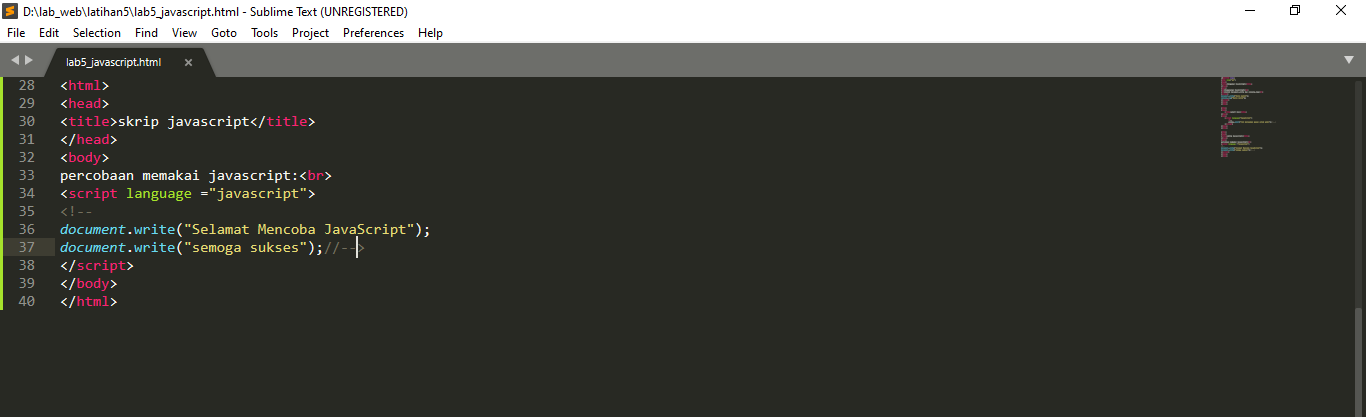 D:\lab_web\latihan5\lab5_javascript.html - Sublime Text (UNREGISTERED)
File Edit Selection Find View Goto Tools Project Preferences Help
lab5_javascript.html
28 <html>
29 <head>
30 <title>skrip javascript</title>
31 </head>
32 <body>
33 percobaan memakai javascript:<br>
34 <script language ="javascript">
35 <!--
36 document.write("Selamat Mencoba JavaScript");
37 document.write("semoga sukses");//-->
38 </script>
39 </body>
40 </html>